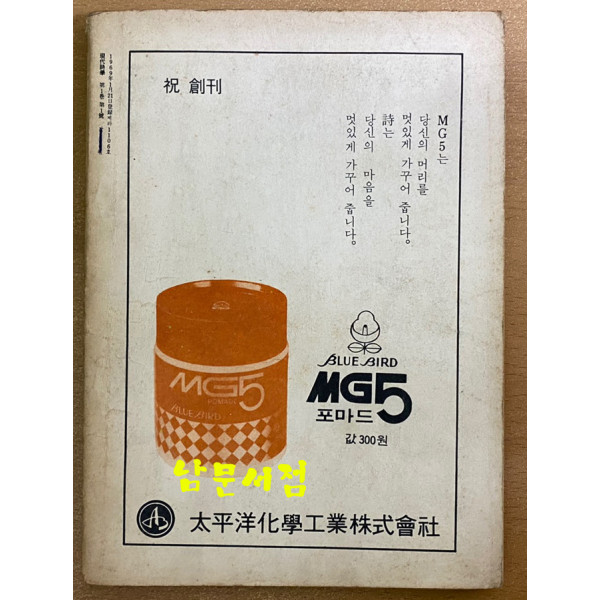 祝 創刊
MG5는
당신의 머리를
멋있게 가꾸어 줍니다.
詩는
당신의 마음을
멋있게 가꾸어 줍니다.
MG5
POMADE
BLUE BIRD
BLUE BIRD
MG5
포마드
값 300원
남문서점
太平洋化學工業株式會社